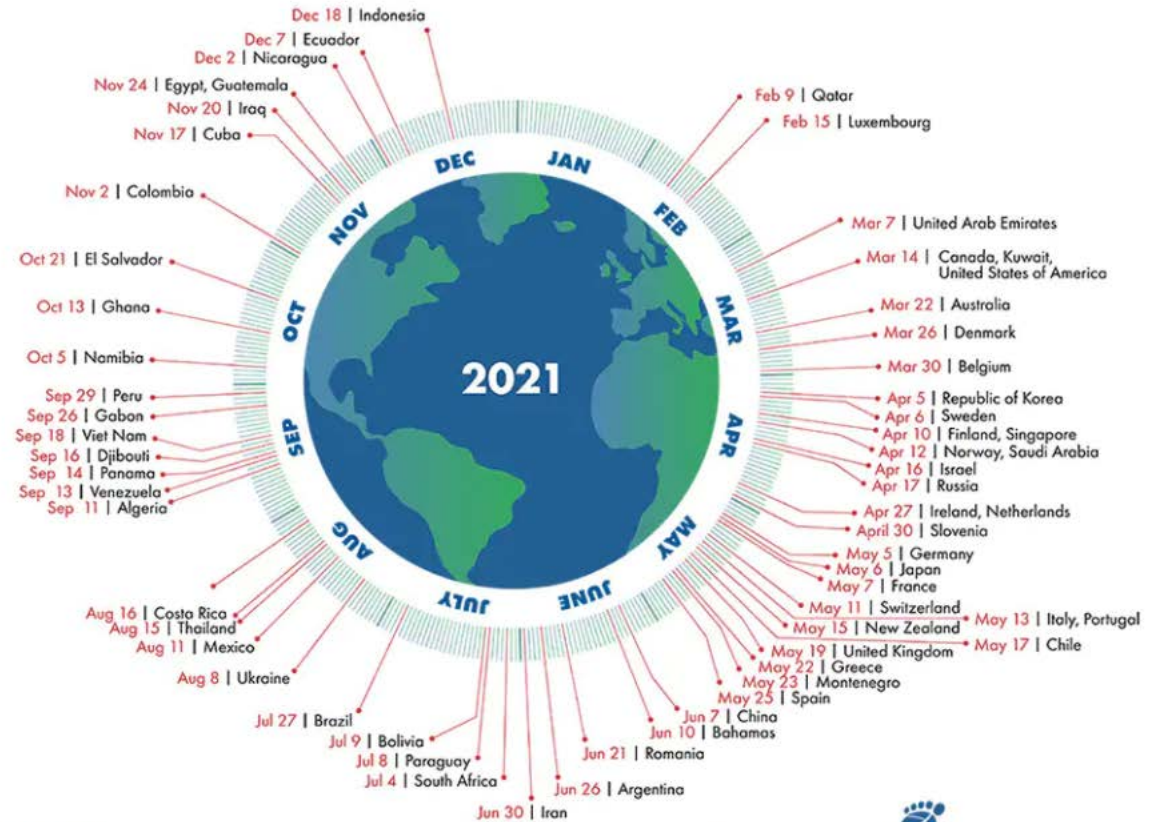 Dec 18 | Indonesia
Dec 7 | Ecuador
Dec 2 | Nicaragua
Nov 24 | Egypt, Guatemala
Nov 20 | Iraq
Nov 17 | Cuba
Nov 2 | Colombia
Oct 21 | El Salvador
Oct 13 | Ghana
Oct 5 | Namibia
Sep 29 | Peru
Sep 26 | Gabon
Sep 18 | Viet Nam
Sep 16 | Djibouti
Sep 14 | Panama
Sep 13 | Venezuela
Sep 11 | Algeria
Aug 16 | Costa Rica
Aug 15 | Thailand
Aug 11 | Mexico
Aug 8 | Ukraine
Jul 27 | Brazil
Jul 9 | Bolivia
Jul 8 | Paraguay
Jul 4 | South Africa
Jun 30 | Iran
JAN
FEB
MAR
APR
MAY
JUNE
JULY
AUG
SEP
OCT
NOV
DEC
2021
Feb 9 | Qatar
Feb 15 | Luxembourg
Mar 7 | United Arab Emirates
Mar 14 | Canada, Kuwait,
United States of America
Mar 22 | Australia
Mar 26 | Denmark
Mar 30 | Belgium
Apr 5 | Republic of Korea
Apr 6 | Sweden
Apr 10 | Finland, Singapore
Apr 12 | Norway, Saudi Arabia
Apr 16 | Israel
Apr 17 | Russia
Apr 27 | Ireland, Netherlands
April 30 | Slovenia
May 5 | Germany
May 6 | Japan
May 7 | France
May 11 | Switzerland
May 13 | Italy, Portugal
May 15 | New Zealand
May 17 | Chile
May 19 | United Kingdom
May 22 | Greece
May 23 | Montenegro
May 25 | Spain
Jun 7 | China
Jun 10 | Bahamas
Jun 21 | Romania
Jun 26 | Argentina